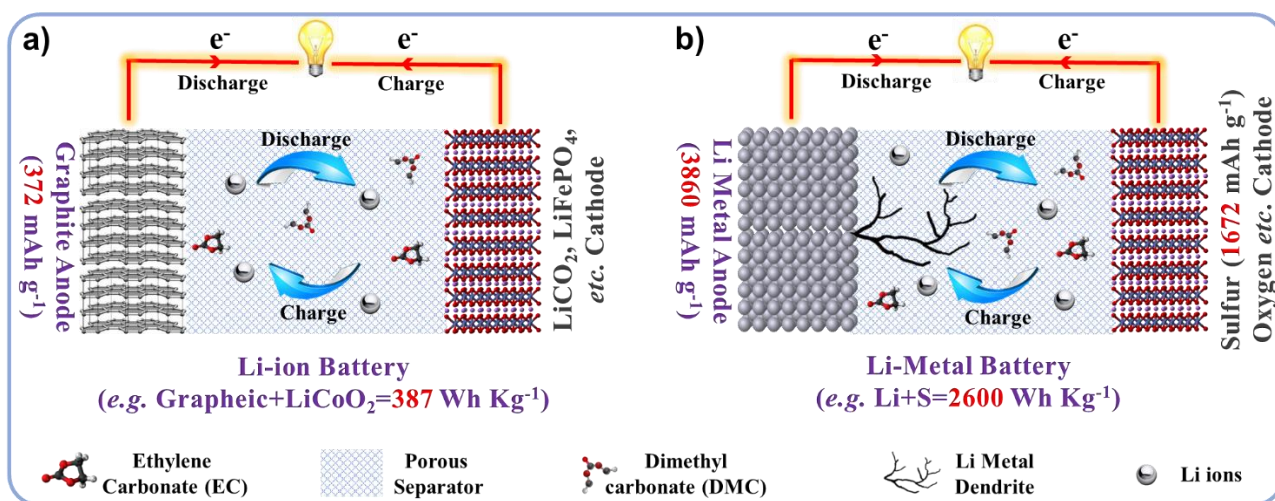 a)
e-
e-
Discharge
Charge
Graphite Anode
(372 mAh g-1)
Discharge
Charge
LiCO2, LiFePO4,
etc. Cathode
Li-ion Battery
(e.g. Grapheic+LiCoO2=387 Wh Kg-1)
b)
e-
e-
Discharge
Charge
Li Metal Anode
(3860 mAh g-1)
Discharge
Charge
Sulfur (1672 mAh g-1)
Oxygen etc. Cathode
Li-Metal Battery
(e.g. Li+S=2600 Wh Kg-1)
Ethylene
Carbonate (EC)
Porous
Separator
Dimethyl
carbonate (DMC)
Li Metal
Dendrite
Li ions